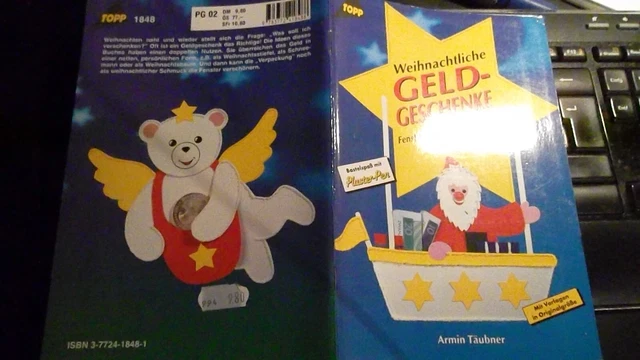 TOPP 1848
PG 02
Weihnachten naht und wieder stellt sich die Frage: „Was soll ich
verschenken?“ Oft ist ein Geldgeschenk das Richtige! Die Ideen dieses
Buches haben einen doppelten Nutzen. Sie überreichen das Geld in
einer netten, persönlichen Form, z.B. als Weihnachtsstiefel, als Schnee-
mann oder als Weihnachtsbaum. Und dann kann die „Verpackung“ noch
als weihnachtlicher Schmuck die Fenster verschönern.
9.80
ISBN 3-7724-1848-1
TOPP
Weihnachtliche
GELD-
GESCHENKE
Bastelspaß mit
Plaster-Pen
Mit Vorlagen
in Originalgröße
Armin Täubner